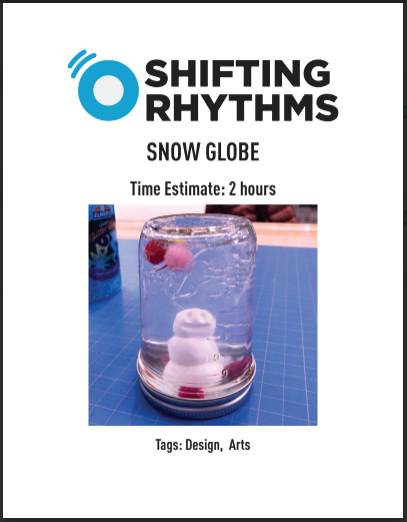 SHIFTING
RHYTHMS
SNOW GLOBE
Time Estimate: 2 hours
Tags: Design, Arts